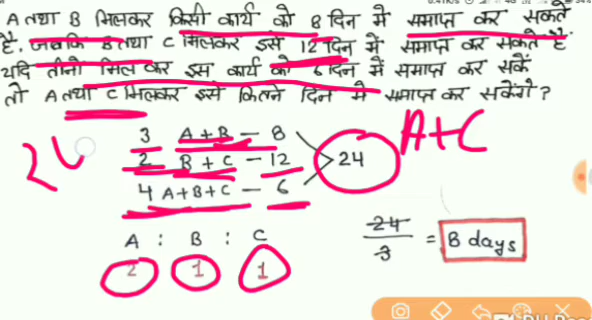 A तथा B मिलकर किसी कार्य को 8 दिन में समाप्त कर सकते
है. जबकि B तथा C मिलकर इसे 12 दिन में समाप्त कर सकते है
यदि तीनो मिल कर इस कार्य को 6 दिन में समाप्त कर सकें
तो A तथा C मिलकर इसे कितने दिन में समाप्त कर सकेंगे?
3 A+B - 8
2 B+C - 12
4 A+B+C - 6
24
A+C
24
A : B : C
2 1 1
24/3 = 8 days